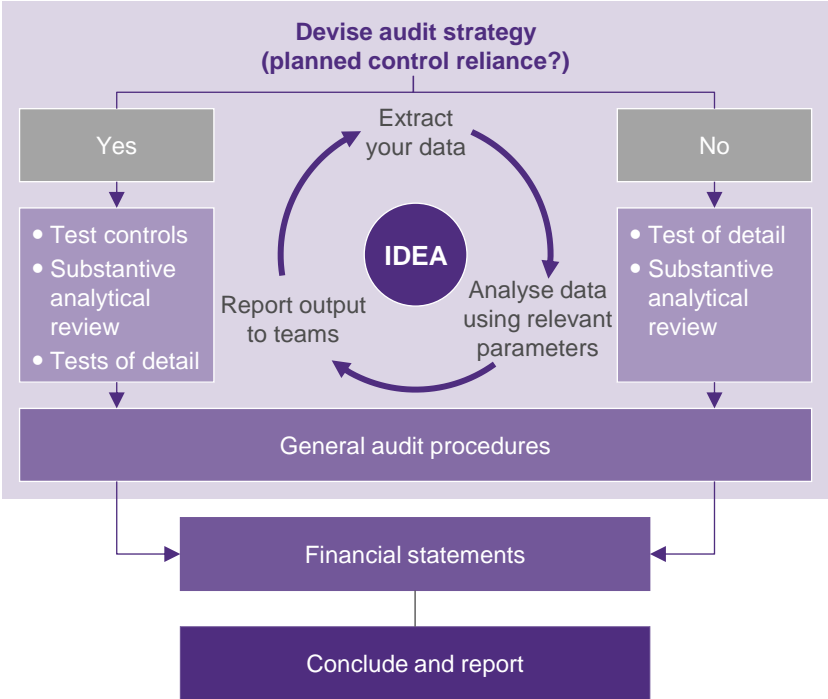 Devise audit strategy
(planned control reliance?)
Yes
No
Extract
your data
IDEA
Analyse data
using relevant
parameters
Report output
to teams
• Test controls
• Substantive
analytical
review
• Tests of detail
• Test of detail
• Substantive
analytical
review
General audit procedures
Financial statements
Conclude and report